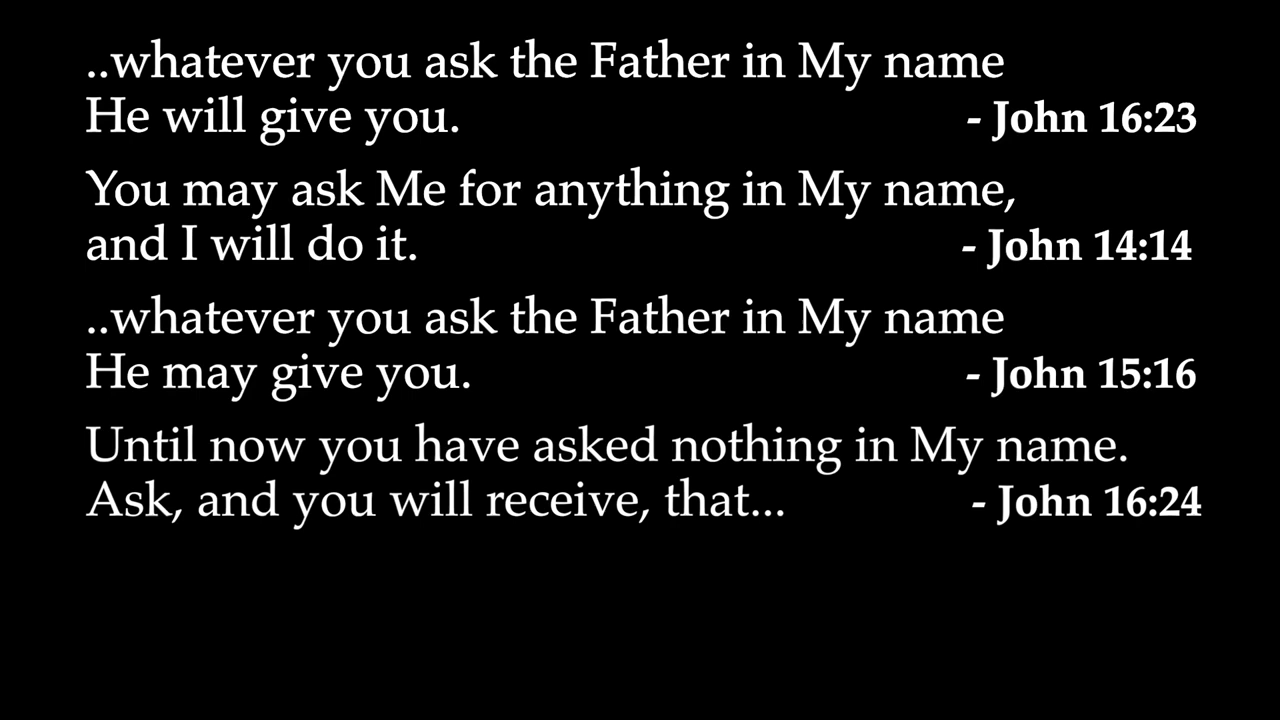 ..whatever you ask the Father in My name
He will give you. - John 16:23
You may ask Me for anything in My name,
and I will do it. - John 14:14
..whatever you ask the Father in My name
He may give you. - John 15:16
Until now you have asked nothing in My name.
Ask, and you will receive, that... - John 16:24